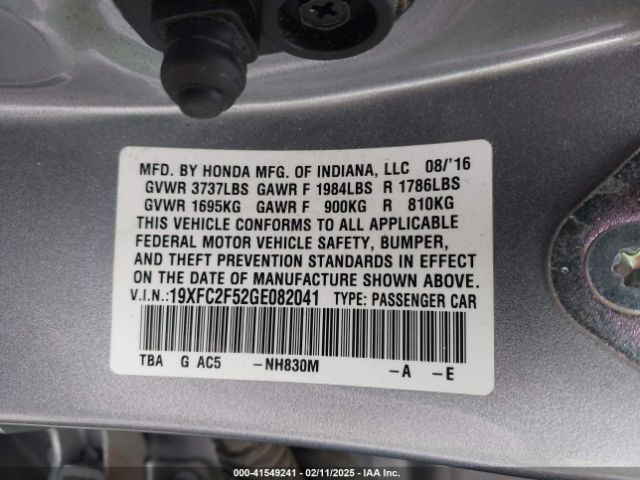 MFD. BY HONDA MFG. OF INDIANA, LLC 08/'16
GVWR 3737LBS GAWR F 1984LBS R 1786LBS
GVWR 1695KG GAWR F 900KG R 810KG
THIS VEHICLE CONFORMS TO ALL APPLICABLE
FEDERAL MOTOR VEHICLE SAFETY, BUMPER,
AND THEFT PREVENTION STANDARDS IN EFFECT
ON THE DATE OF MANUFACTURE SHOWN ABOVE.
V.I.N.:19XFC2F52GE082041 TYPE: PASSENGER CAR
TBA G AC5 -NH830M -A -E
000-41549241 - 02/11/2025 - IAA Inc.